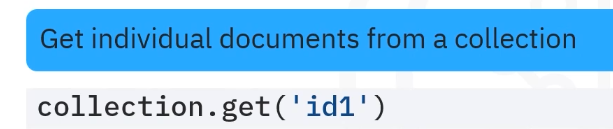 Get individual documents from a collection
collection.get('id1')